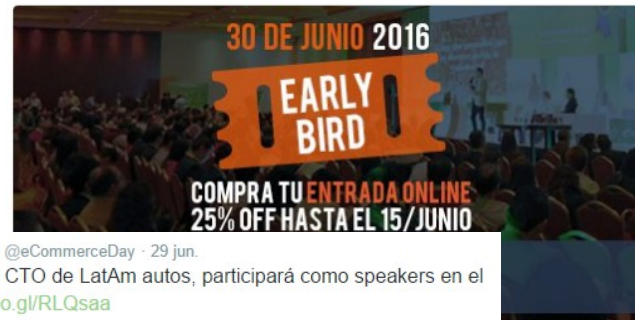 30 DE JUNIO 2016
EARLY
BIRD
COMPRA TU ENTRADA ONLINE
25% OFF HASTA EL 15/JUNIO
@eCommerceDay · 29 jun.
CTO de LatAm autos, participará como speakers en el
o.gl/RLQsaa